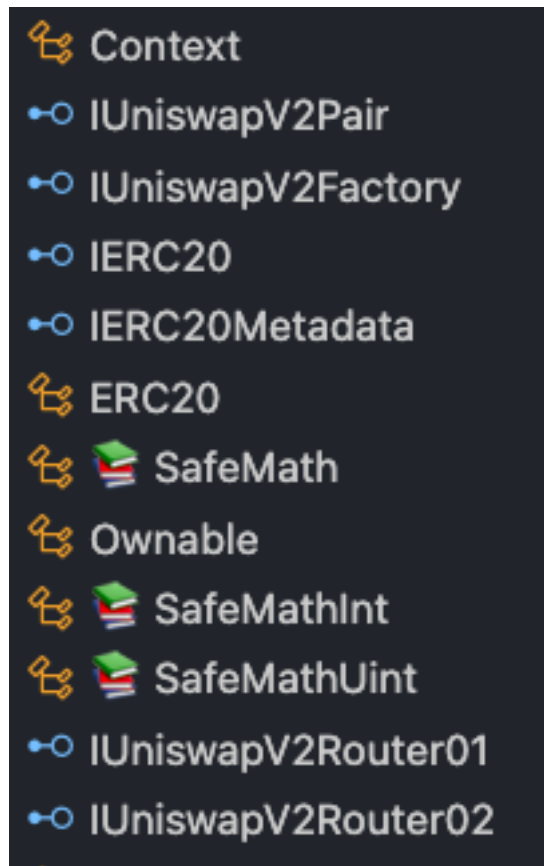 Context
IUniswapV2Pair
IUniswapV2Factory
IERC20
IERC20Metadata
ERC20
SafeMath
Ownable
SafeMathInt
SafeMathUint
IUniswapV2Router01
IUniswapV2Router02